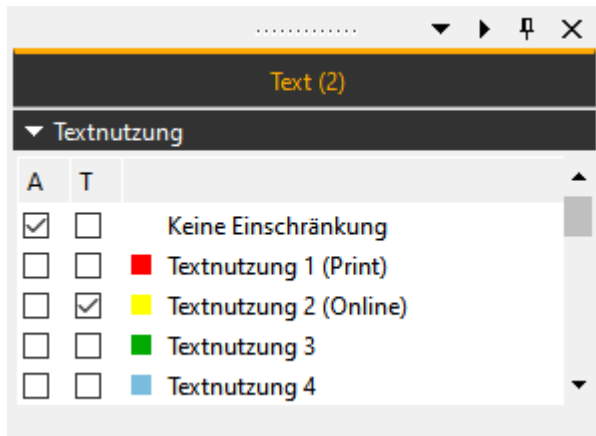 Text (2)
Textnutzung
A T
Keine Einschränkung
Textnutzung 1 (Print)
Textnutzung 2 (Online)
Textnutzung 3
Textnutzung 4